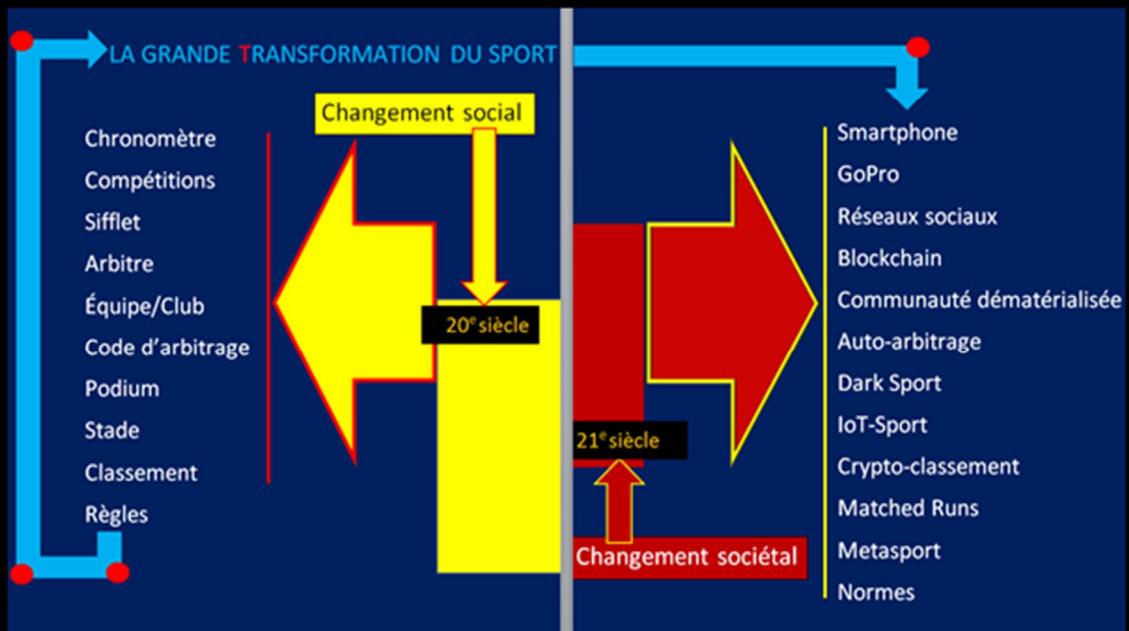 LA GRANDE TRANSFORMATION DU SPORT
Changement social
Chronomètre
Compétitions
Sifflet
Arbitre
Équipe/Club
Code d’arbitrage
Podium
Stade
Classement
Règles
20e siècle
21e siècle
Changement sociétal
Smartphone
GoPro
Réseaux sociaux
Blockchain
Communauté dématérialisée
Auto-arbitrage
Dark Sport
IoT-Sport
Crypto-classement
Matched Runs
Metasport
Normes